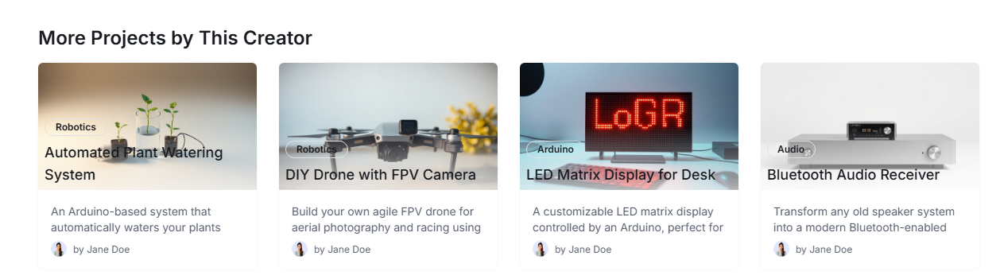 More Projects by This Creator
Robotics
Automated Plant Watering
System
An Arduino-based system that
automatically waters your plants
by Jane Doe
Robotics
DIY Drone with FPV Camera
Build your own agile FPV drone for
aerial photography and racing using
by Jane Doe
LoGR
Arduino
LED Matrix Display for Desk
A customizable LED matrix display
controlled by an Arduino, perfect for
by Jane Doe
Audio
Bluetooth Audio Receiver
Transform any old speaker system
into a modern Bluetooth-enabled
by Jane Doe